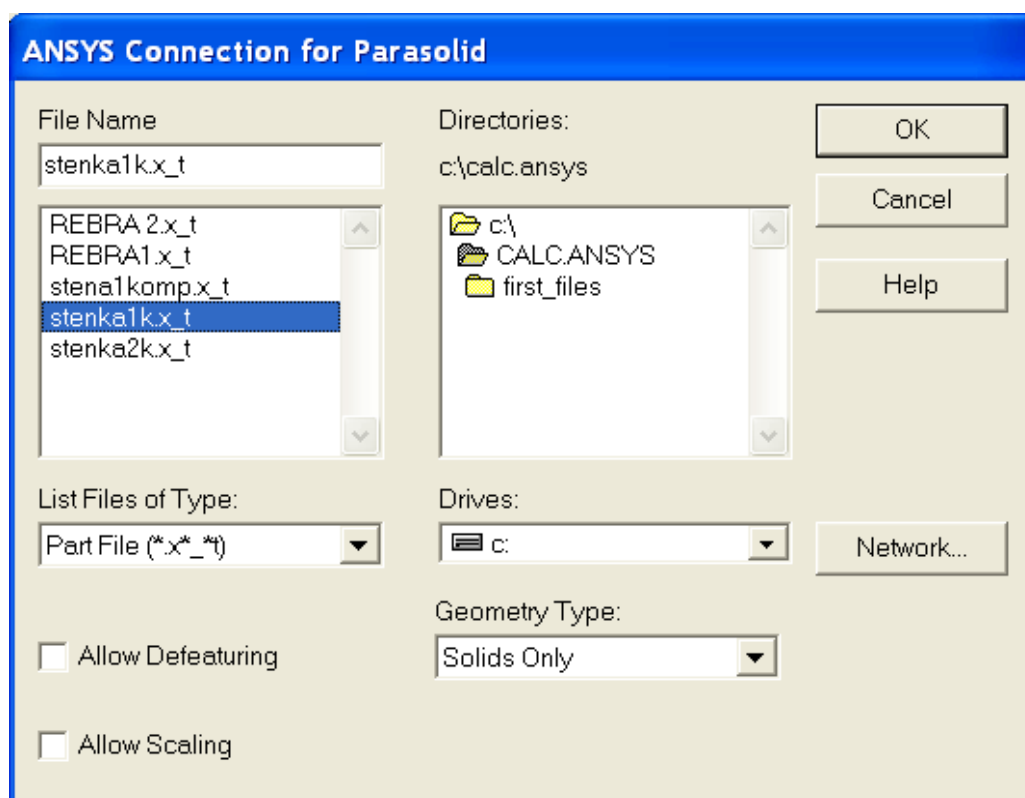 ANSYS Connection for Parasolid
File Name
stenka1k.x_t
REBRA 2.x_t
REBRA1.x_t
stena1komp.x_t
stenka1k.x_t
stenka2k.x_t
List Files of Type:
Part File (*.x*_*t)
Allow Defeaturing
Allow Scaling
Directories:
c:\calc.ansys
c:\
CALC.ANSYS
first_files
Drives:
c:
Geometry Type:
Solids Only
OK
Cancel
Help
Network...